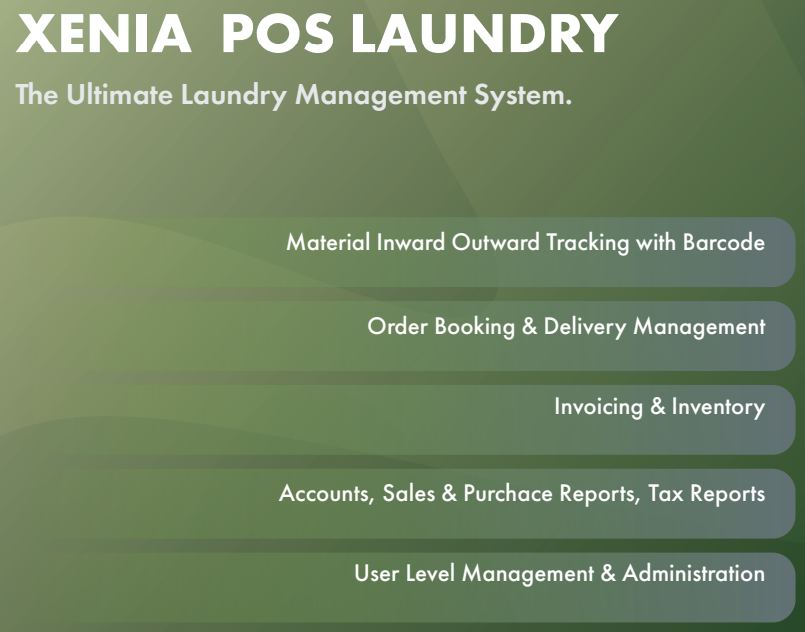 XENIA  POS LAUNDRY
The Ultimate Laundry Management System.
Material Inward Outward Tracking with Barcode
Order Booking & Delivery Management
Invoicing & Inventory
Accounts, Sales & Purchace Reports, Tax Reports
User Level Management & Administration